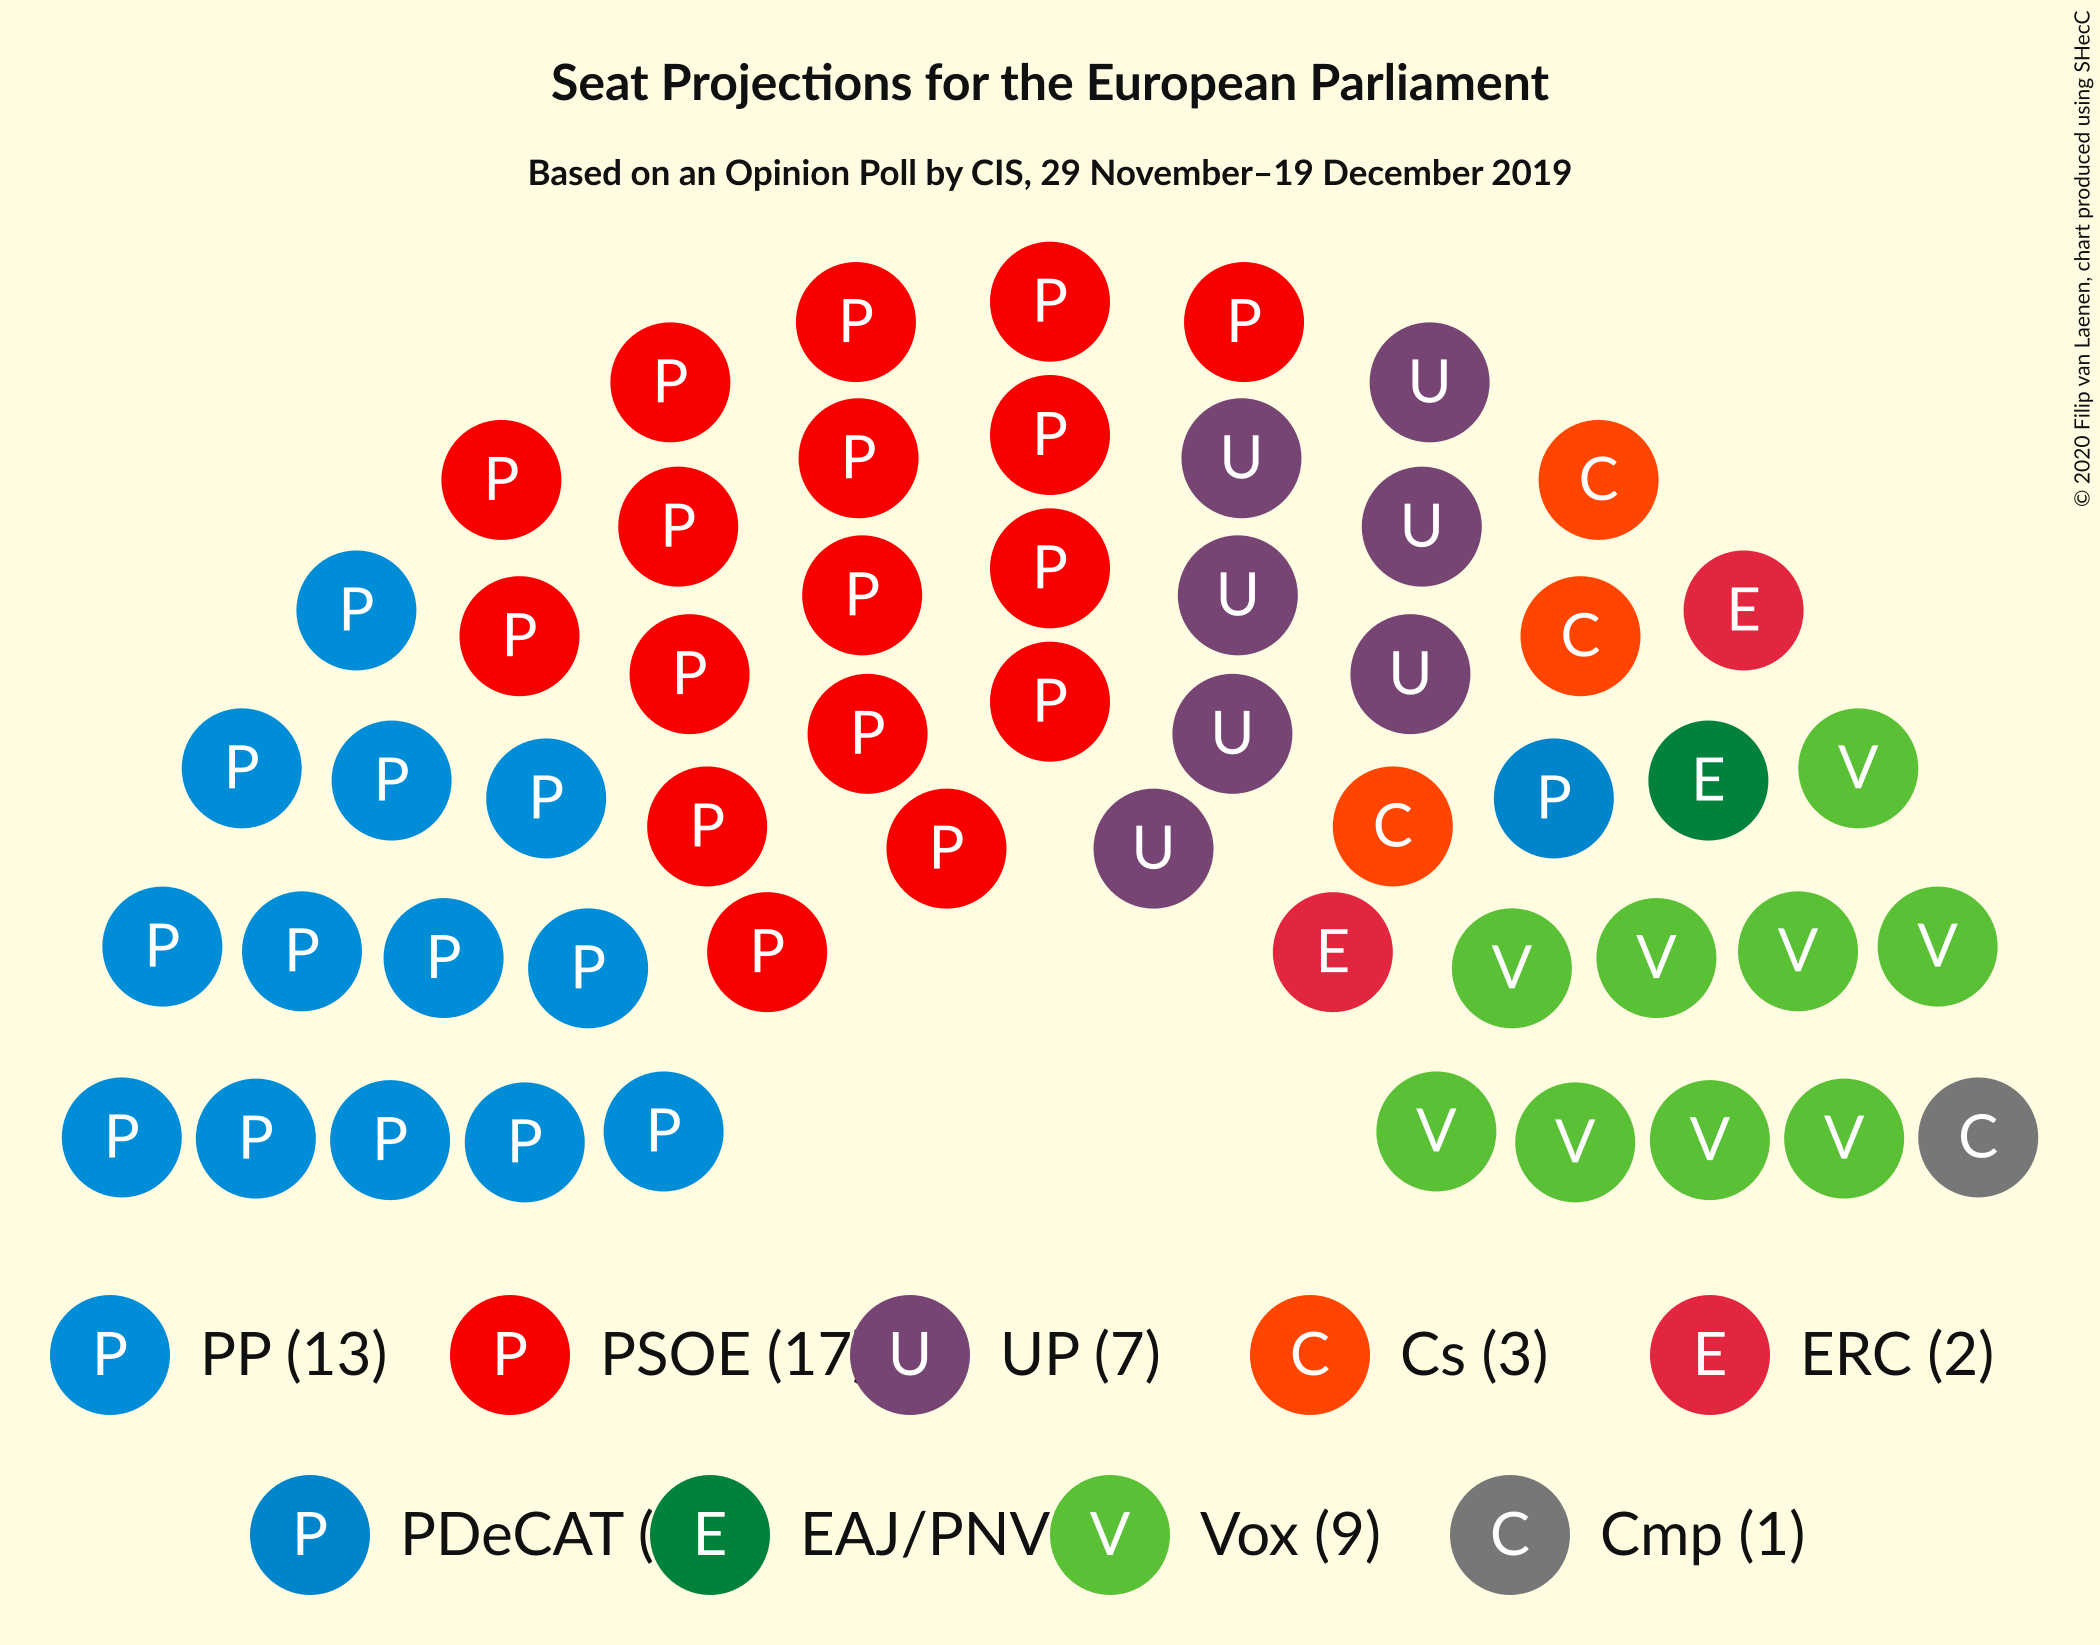 Seat Projections for the European Parliament
Based on an Opinion Poll by CIS, 29 November–19 December 2019
© 2020 Filip van Laenen, chart produced using SHecC
P P P
P U
P P P U C
P P U
P P P U C E
P P U
P P P U
P P P P E V
P C
P U
P P P P P E V V V V
P P P P P V V V V C
P PP (13) P PSOE (17) U UP (7) C Cs (3) E ERC (2)
P PDeCAT ( E EAJ/PNV V Vox (9) C Cmp (1)